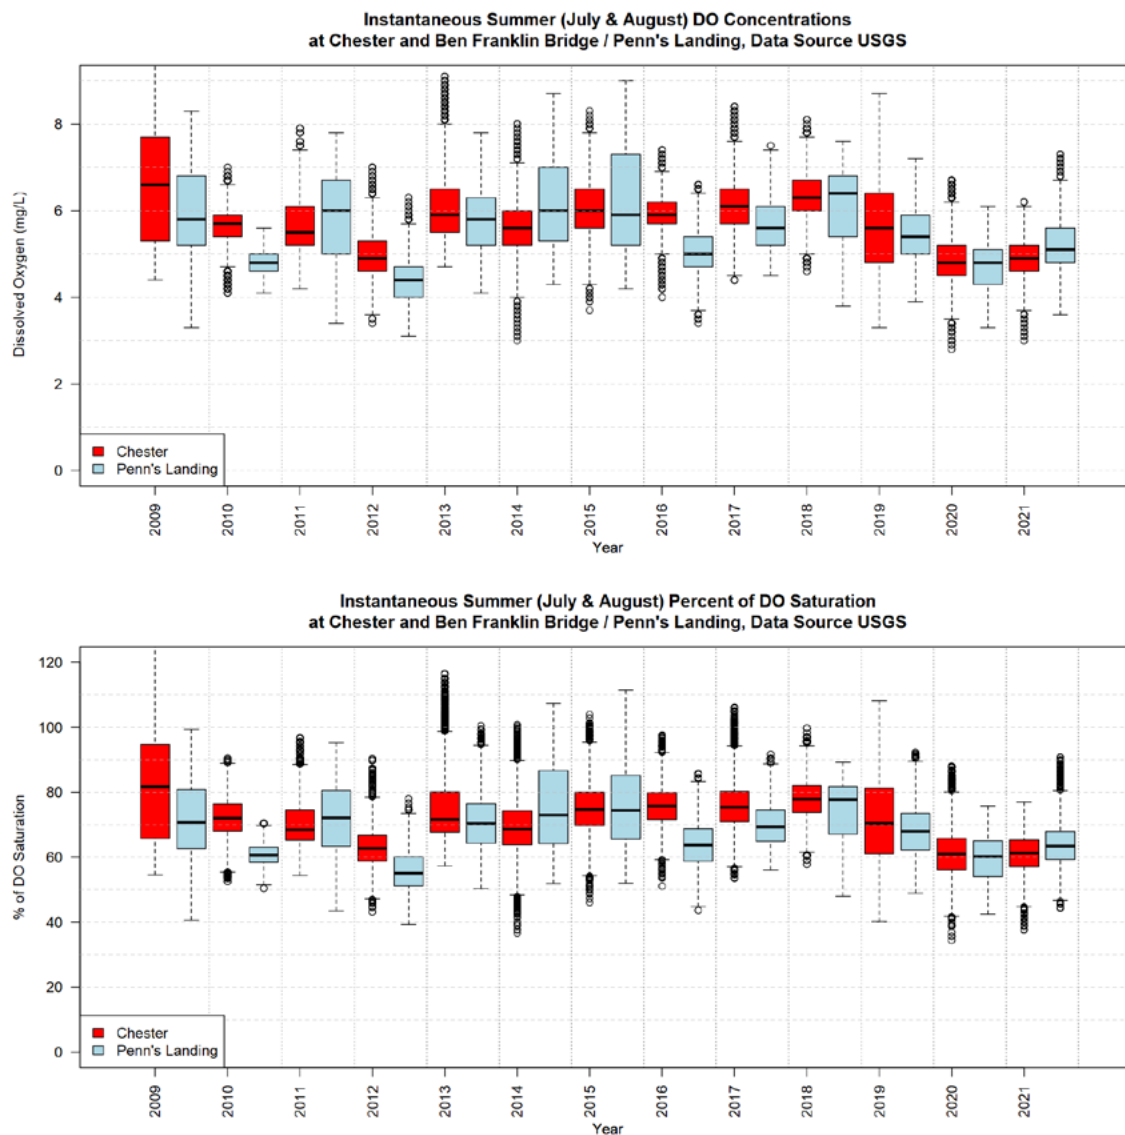 Instantaneous Summer (July & August) DO Concentrations
at Chester and Ben Franklin Bridge / Penn's Landing, Data Source USGS
Dissolved Oxygen (mg/L)
8
6
4
2
0
Chester
Penn's Landing
2009 2010 2011 2012 2013 2014 2015 2016 2017 2018 2019 2020 2021
Year
Instantaneous Summer (July & August) Percent of DO Saturation
at Chester and Ben Franklin Bridge / Penn's Landing, Data Source USGS
% of DO Saturation
120
100
80
60
40
20
0
Chester
Penn's Landing
2009 2010 2011 2012 2013 2014 2015 2016 2017 2018 2019 2020 2021
Year